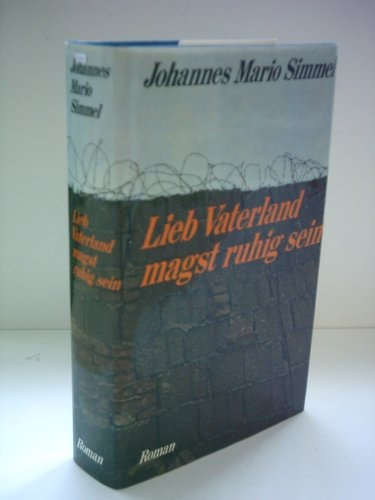 Johannes
Mario
Simmel
Lieb
Vaterland
magst
ruhig sein
Roman
Johannes Mario Simmel
Lieb Vaterland
magst ruhig sein
Roman